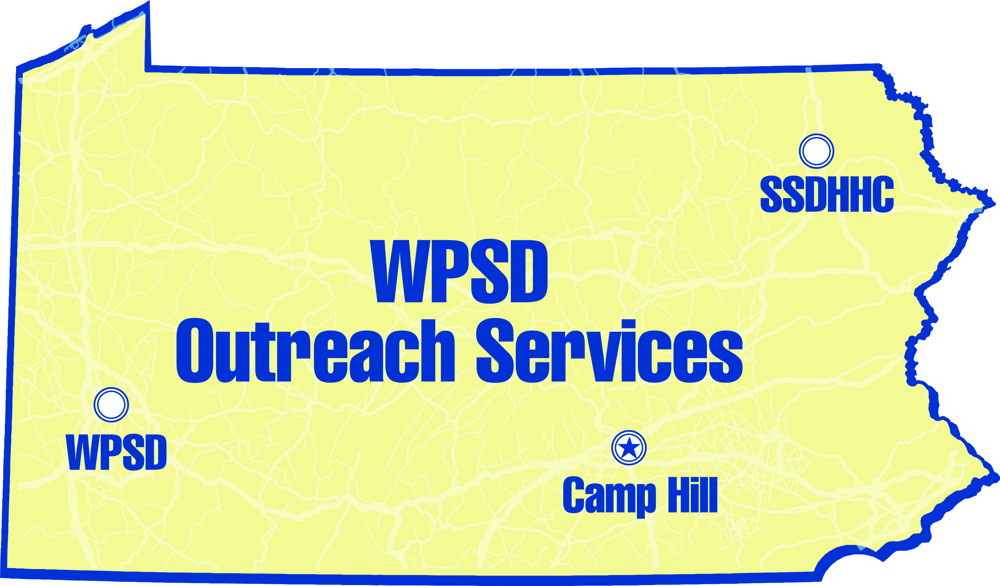 SSDHHC
WPSD
Outreach Services
WPSD
Camp Hill